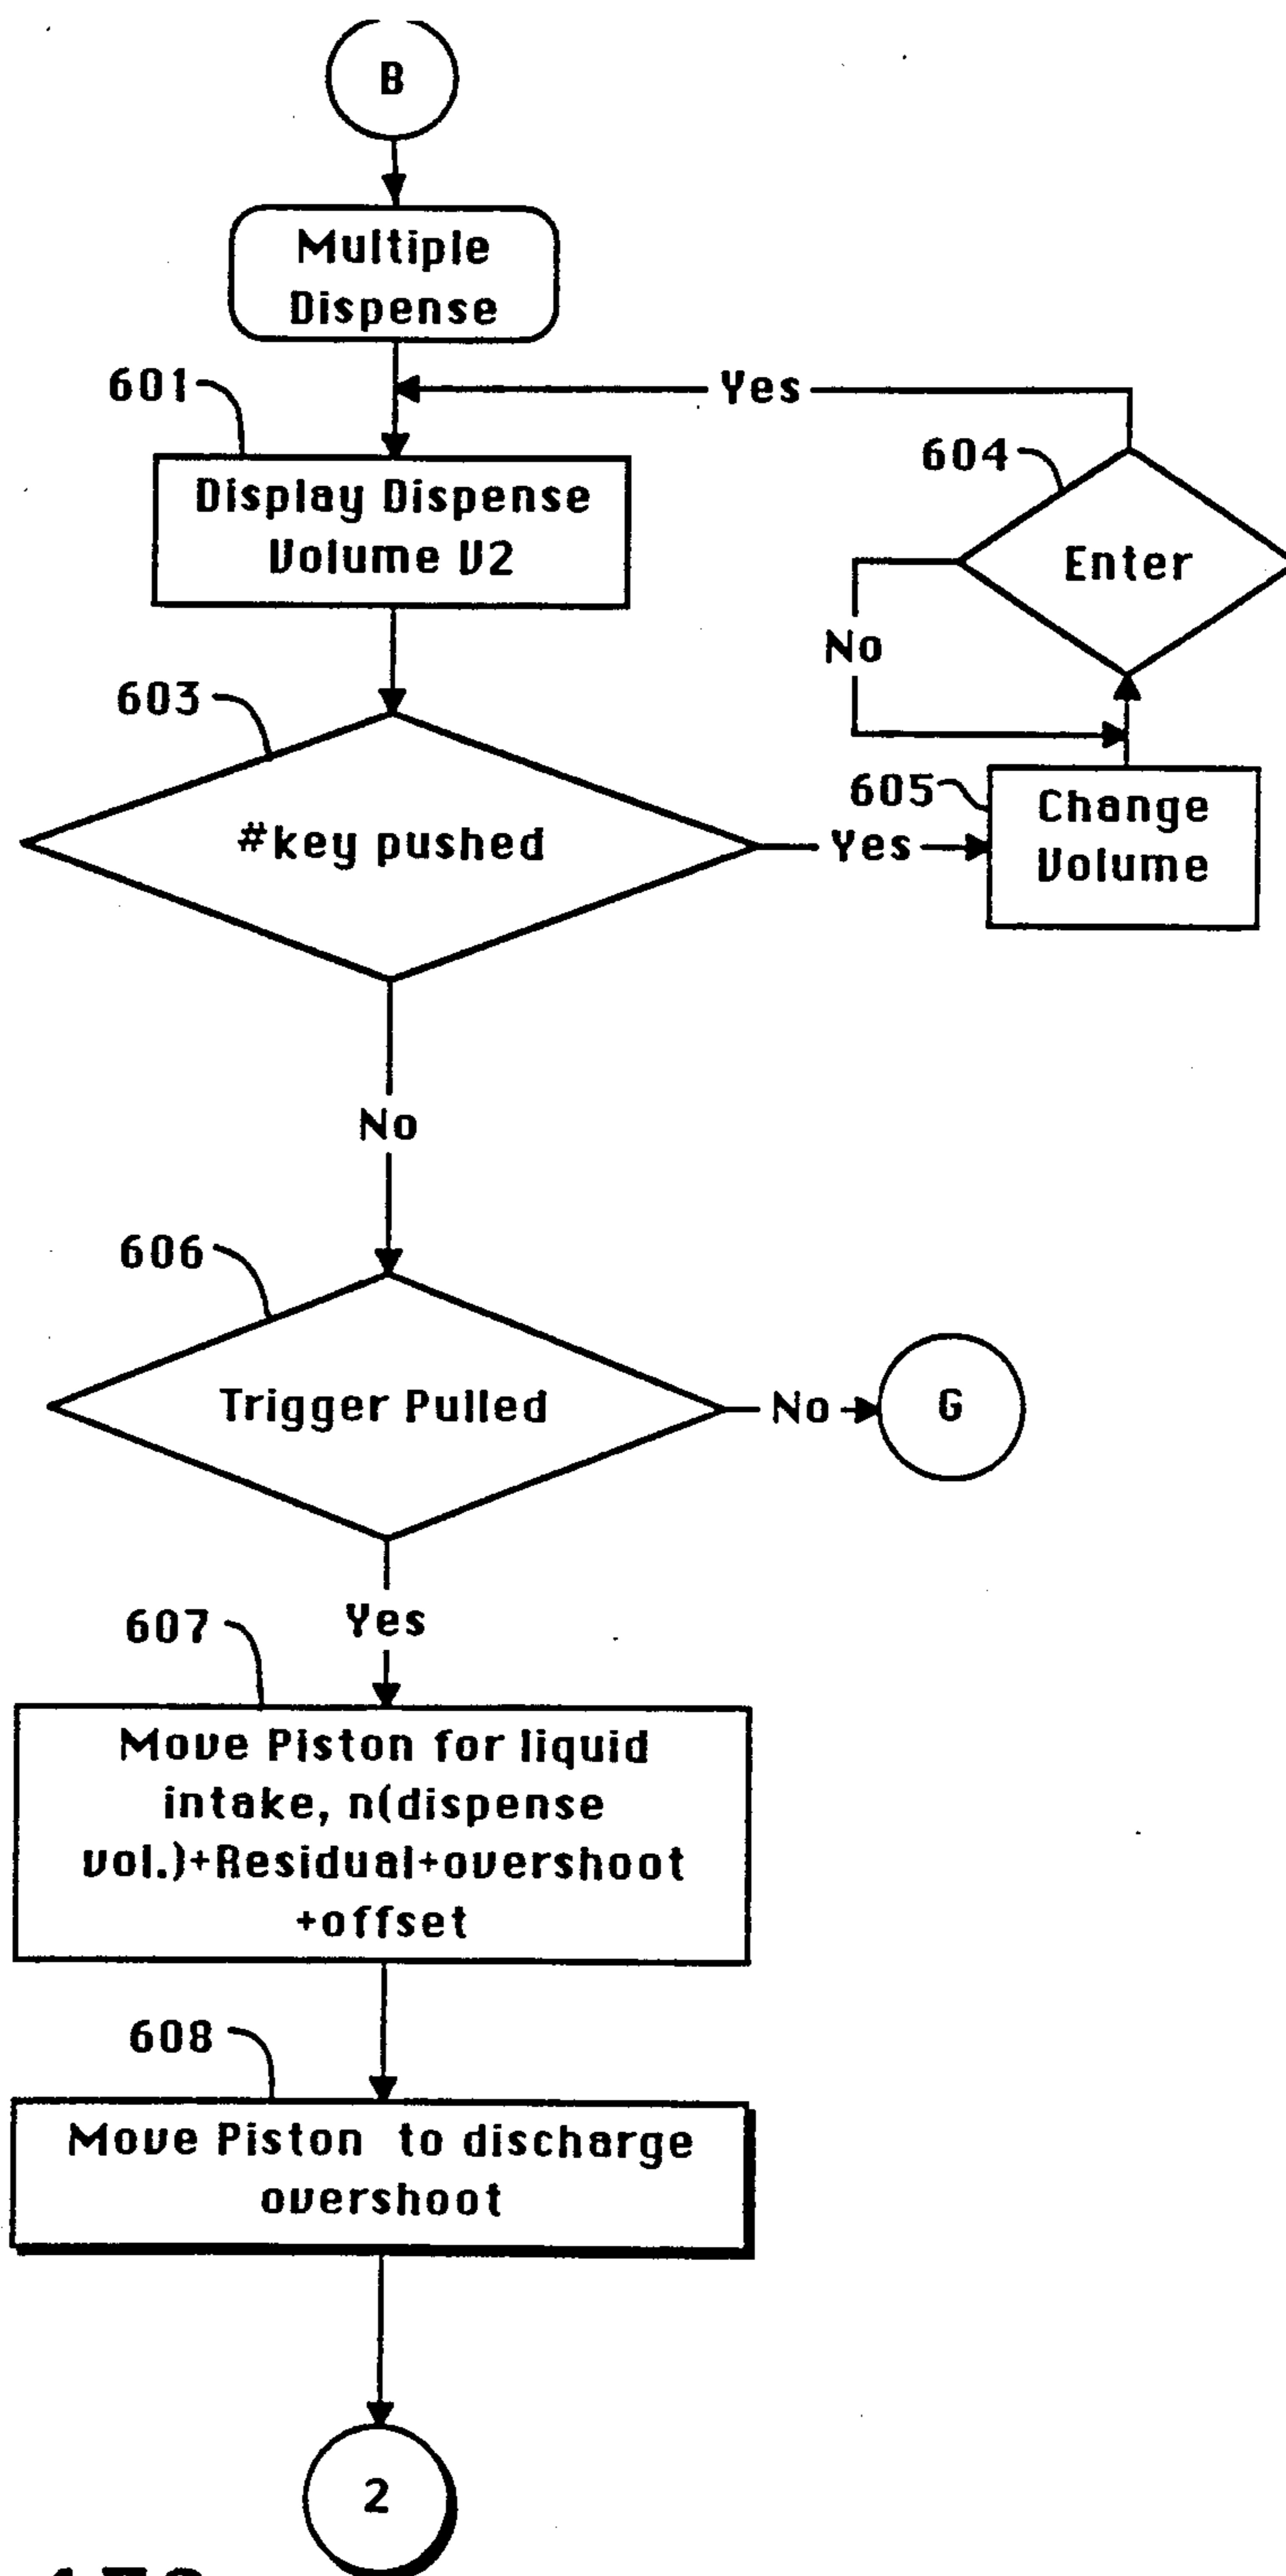 B
Multiple
Dispense
601
Yes
604
Display Dispense
Volume V2
Enter
No
603
605
Change
Volume
#key pushed
Yes
No
606
Trigger Pulled
No
G
Yes
607
Move Piston for liquid
intake, n(dispense
vol.)+Residual+overshoot
+offset
608
Move Piston to discharge
overshoot
2